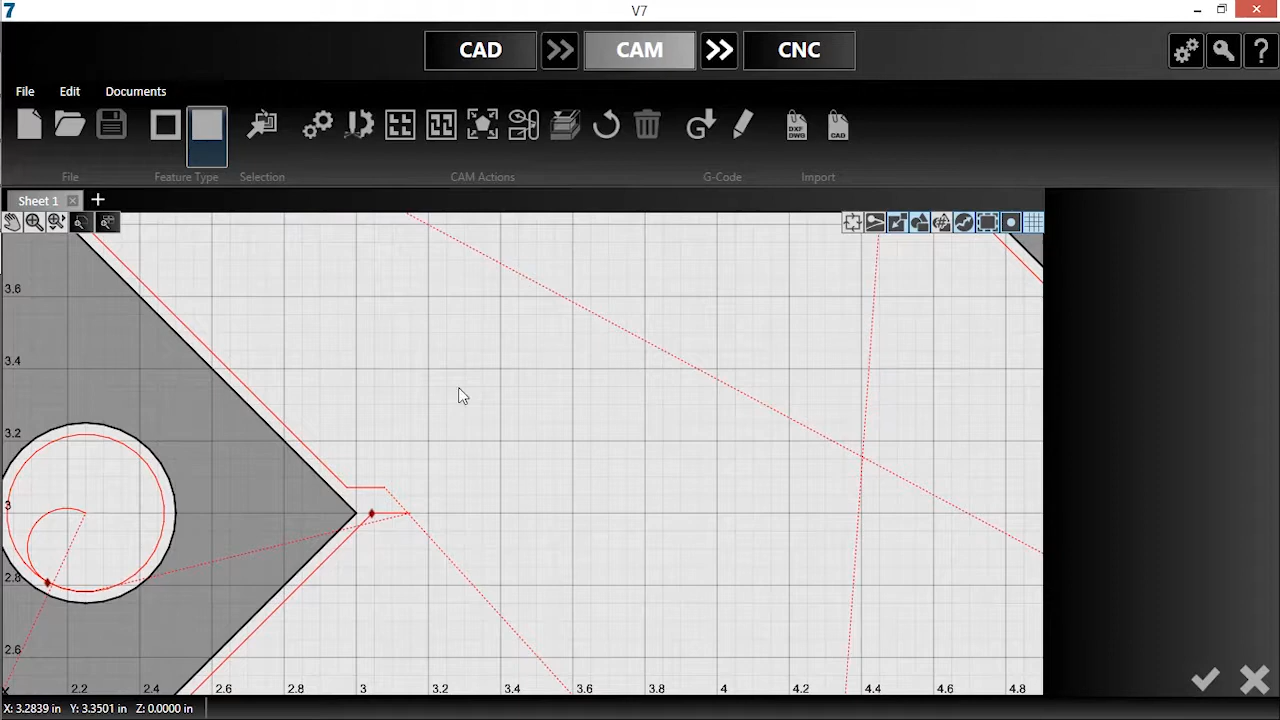 7 V7
CAD CAM CNC
File Edit Documents
DXF DWG CAD
File Feature Type Selection CAM Actions G-Code Import
Sheet 1
3.6
3.4
3.2
3
2.8
2.6
2.2 2.4 2.6 2.8 3 3.2 3.4 3.6 3.8 4 4.2 4.4 4.6 4.8
X: 3.2839 in Y: 3.3501 in Z: 0.0000 in